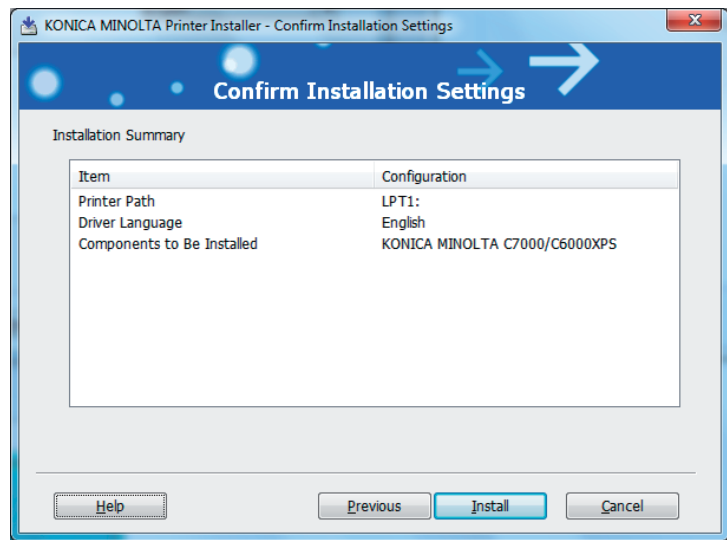 KONICA MINOLTA Printer Installer - Confirm Installation Settings
Confirm Installation Settings
Installation Summary
Item Configuration
Printer Path LPT1:
Driver Language English
Components to Be Installed KONICA MINOLTA C7000/C6000XPS
Help Previous Install Cancel